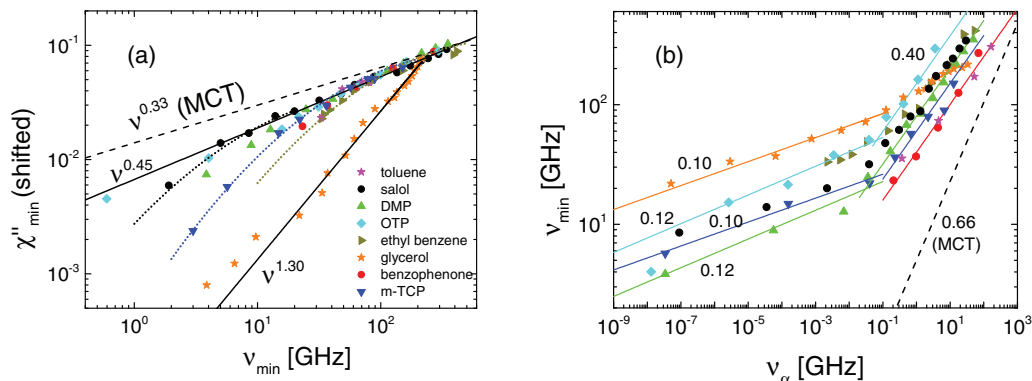 (a)
10⁻¹
10⁻²
10⁻³
χ''min (shifted)
ν^0.33 (MCT)
ν^0.45
ν^1.30
toluene
salol
DMP
OTP
ethyl benzene
glycerol
benzophenone
m-TCP
10⁰ 10¹ 10²
νmin [GHz]
(b)
10²
10¹
νmin [GHz]
0.40
0.10
0.12
0.10
0.12
0.66
(MCT)
10⁻⁹ 10⁻⁷ 10⁻⁵ 10⁻³ 10⁻¹ 10¹ 10³
να [GHz]